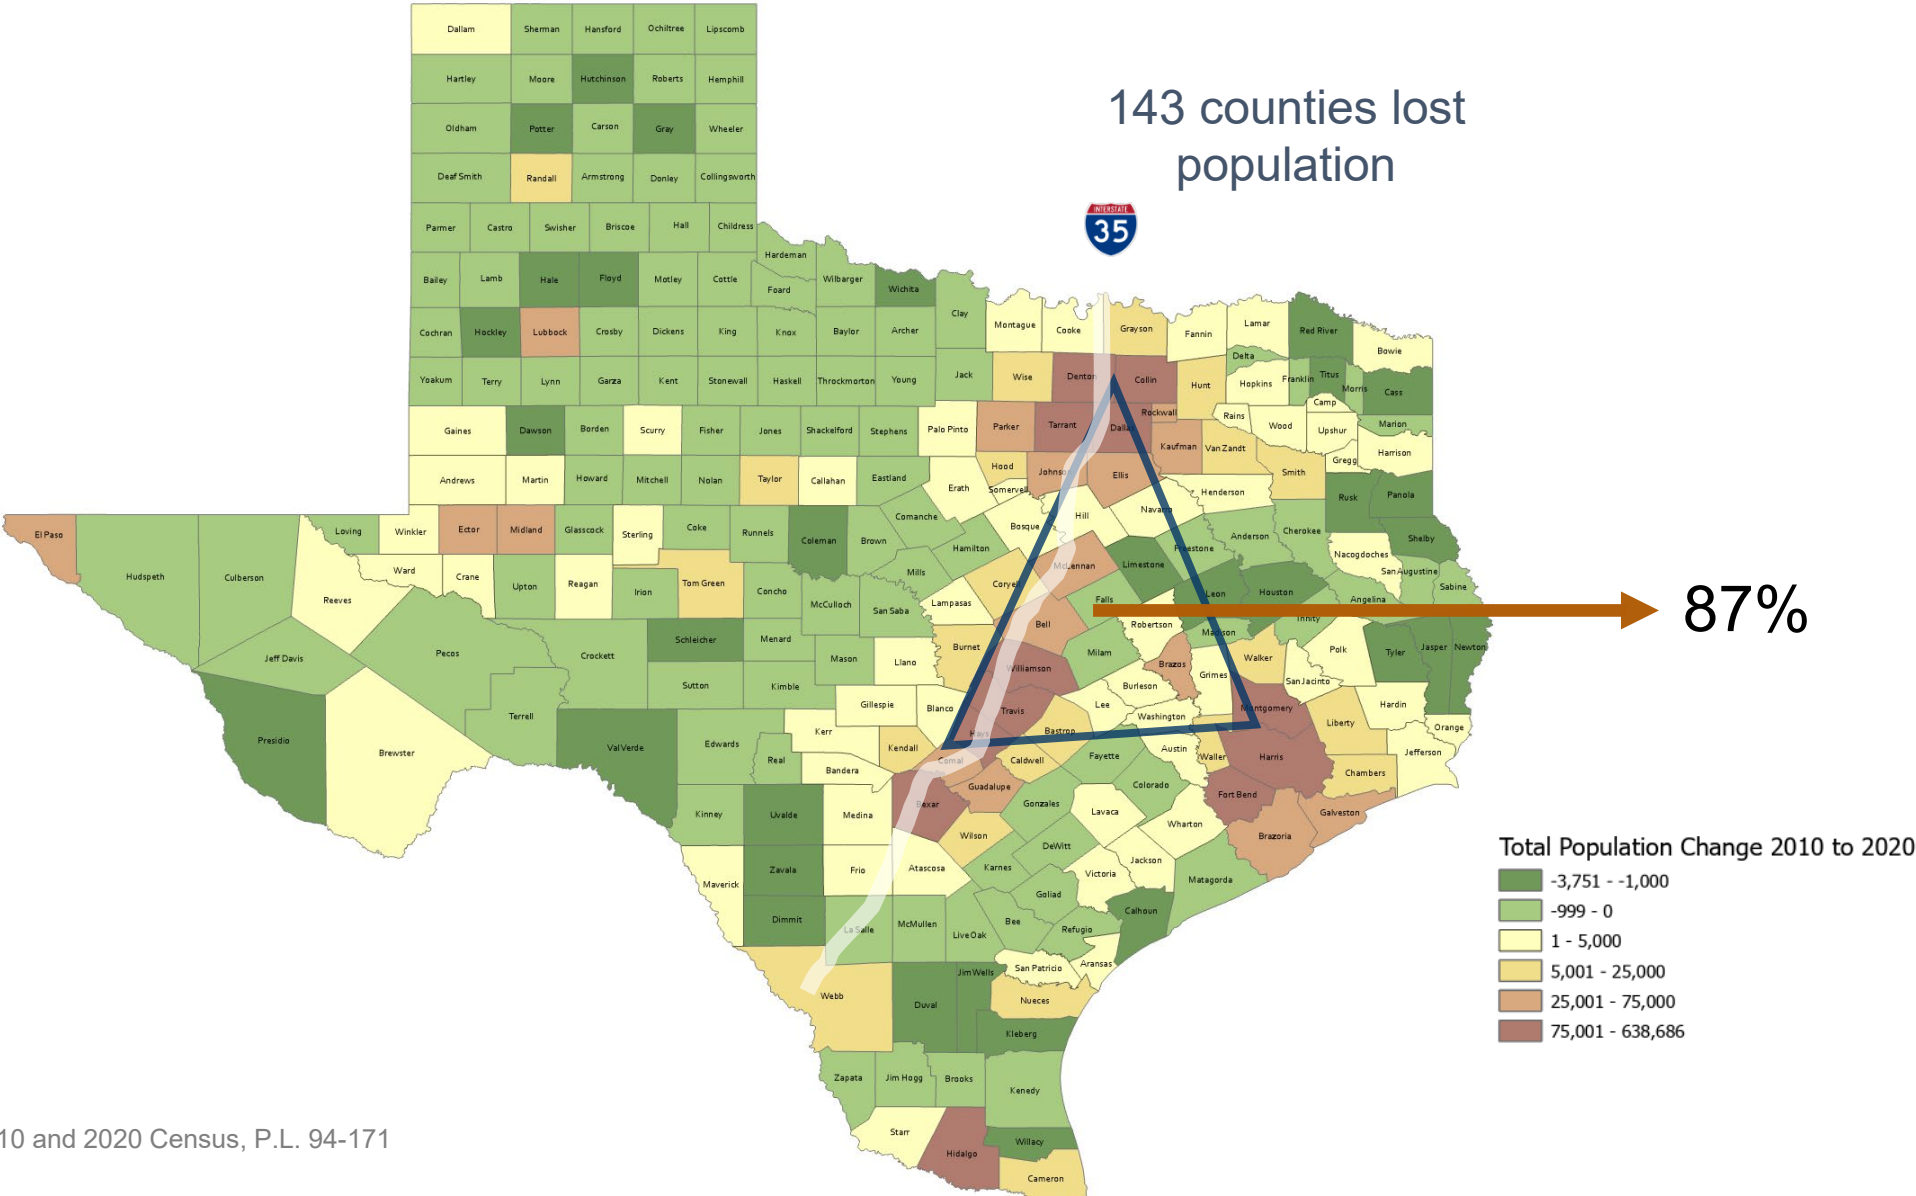 Dallam Sherman Hansford Ochiltree Lipscomb
Hartley Moore Hutchinson Roberts Hemphill
Oldham Potter Carson Gray Wheeler
Deaf Smith Randall Armstrong Donley Collingsworth
Parmer Castro Swisher Briscoe Hall Childress
Bailey Lamb Hale Floyd Motley Cottle Hardeman Foard Wilbarger Wichita Clay
143 counties lost
population
INTERSTATE
35
Cochran Hockley Lubbock Crosby Dickens King Knox Baylor Archer Montague Cooke Grayson Fannin Lamar Red River Bowie
Delta
Yoakum Terry Lynn Garza Kent Stonewall Haskell Throckmorton Young Jack Wise Denton Collin Hunt Hopkins Franklin Titus Morris Cass
Gaines Dawson Borden Scurry Fisher Jones Shackelford Stephens Palo Pinto Parker Tarrant Dallas Rockwall Kaufman Van Zandt Rains Wood Camp Upshur Marion
Andrews Martin Howard Mitchell Nolan Taylor Callahan Eastland Erath Hood Somervell Johnson Ellis Henderson Smith Gregg Harrison
El Paso Hudspeth Culberson Loving Winkler Ector Midland Glasscock Sterling Coke Runnels Coleman Brown Comanche Bosque Hill Navarro Anderson Cherokee Rusk Panola
Reeves Ward Crane Upton Reagan Irion Tom Green Concho McCulloch Mills Hamilton Coryell McLennan Limestone Freestone Nacogdoches Shelby
San Saba Lampasas Bell Falls Leon Houston Angelina San Augustine Sabine
87%
Jeff Davis Pecos Crockett Schleicher Menard Mason Llano Burnet Williamson Milam Robertson Madison Trinity Polk Tyler Jasper Newton
Presidio Brewster Terrell Sutton Kimble Gillespie Blanco Travis Lee Burleson Brazos Grimes Walker San Jacinto
Val Verde Edwards Kerr Kendall Hays Bastrop Washington Montgomery Liberty Hardin Orange
Real Bandera Comal Caldwell Fayette Austin Waller Harris Chambers Jefferson
Kinney Uvalde Medina Bexar Guadalupe Gonzales Lavaca Colorado Fort Bend Galveston
Maverick Zavala Frio Atascosa Wilson Karnes DeWitt Victoria Jackson Wharton Brazoria Matagorda
Dimmit La Salle McMullen Live Oak Bee Goliad Refugio Calhoun
Webb Duval Jim Wells San Patricio Aransas Nueces
Kleberg
Zapata Jim Hogg Brooks Kenedy
Starr Hidalgo Willacy
Cameron
Total Population Change 2010 to 2020
-3,751 - -1,000
-999 - 0
1 - 5,000
5,001 - 25,000
25,001 - 75,000
75,001 - 638,686
10 and 2020 Census, P.L. 94-171